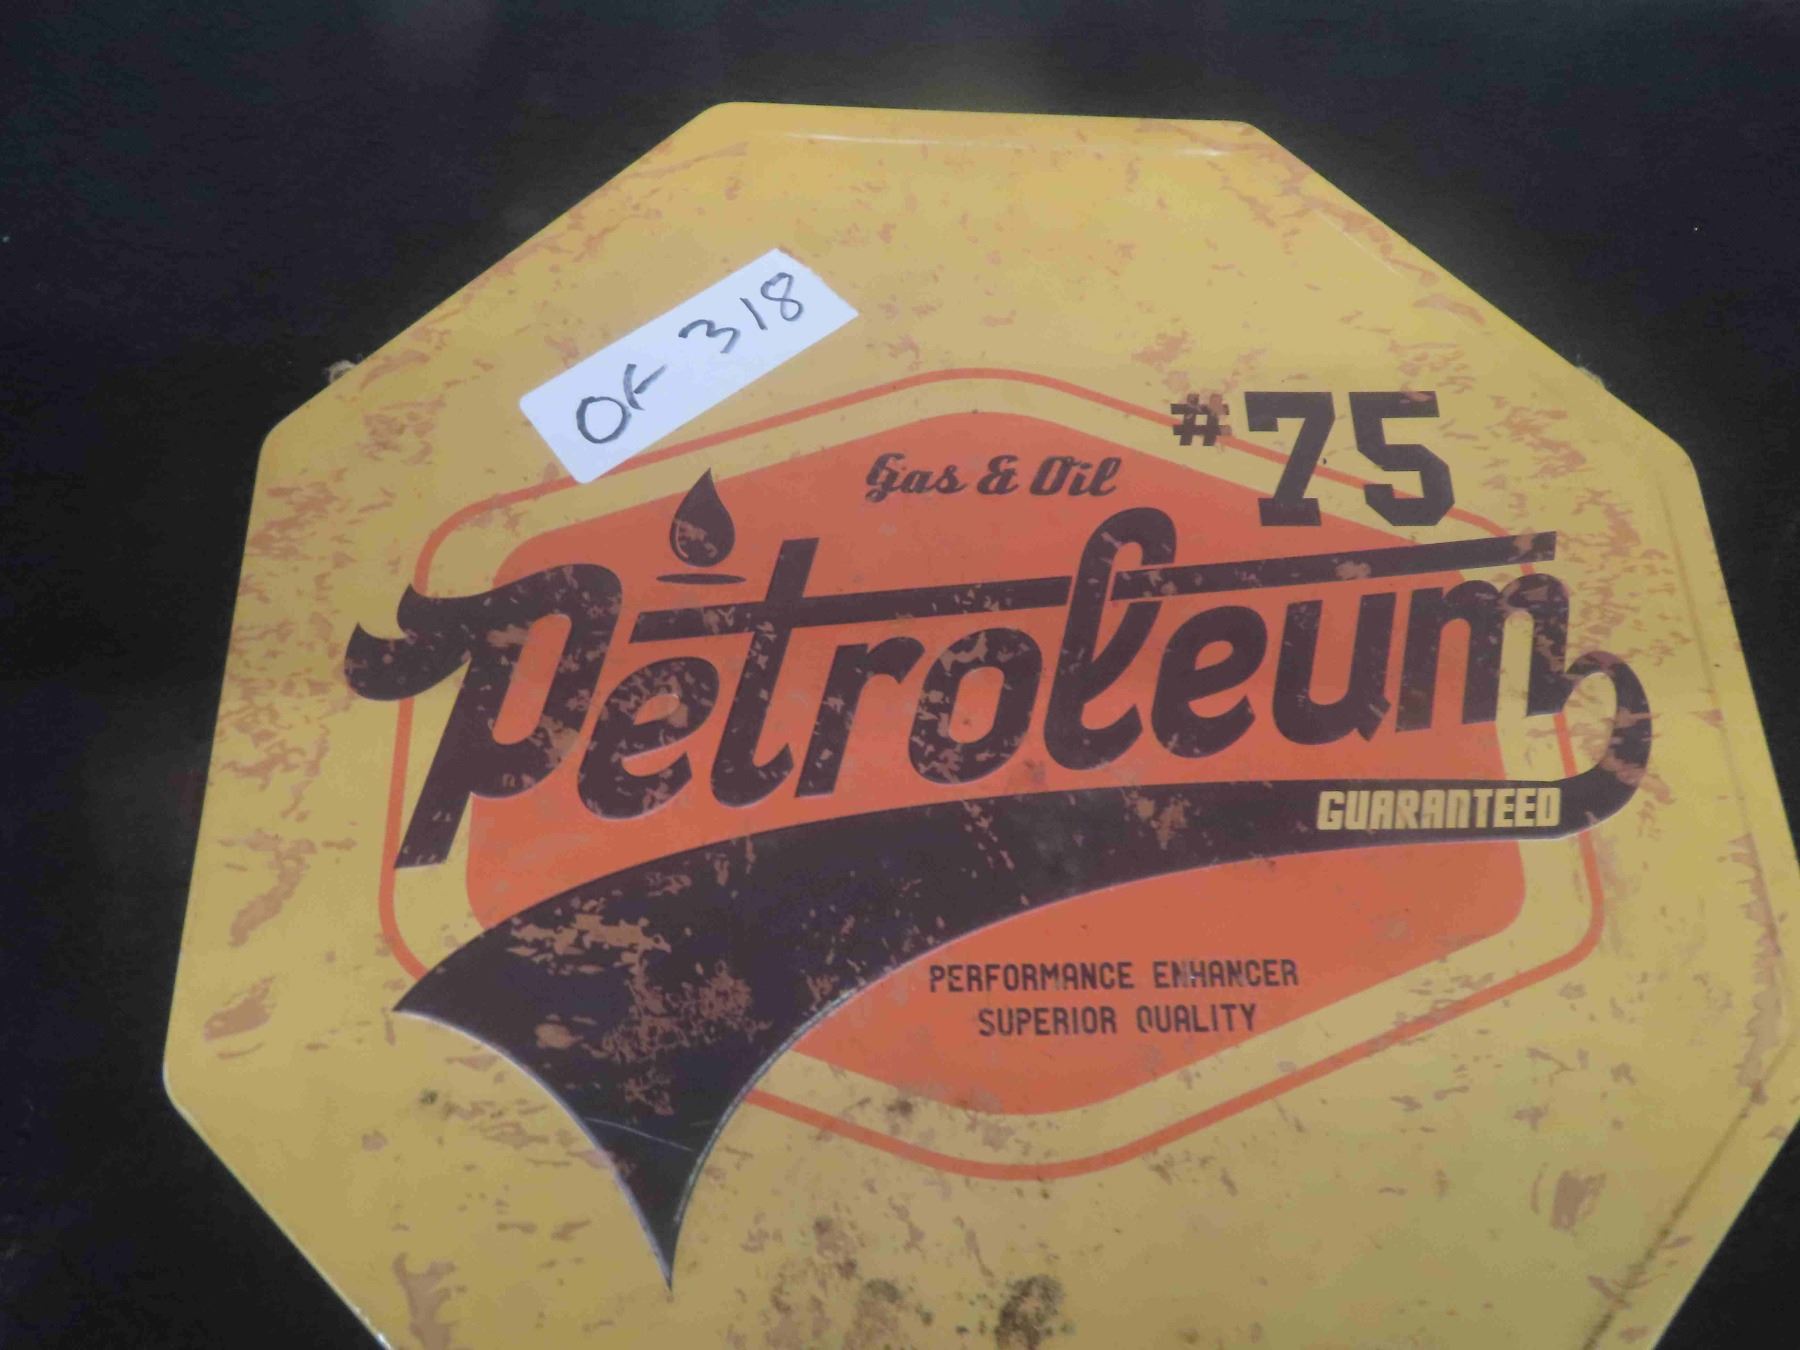 OF-318
#75
Gas & Oil
Petroleum
GUARANTEED
PERFORMANCE ENHANCER
SUPERIOR QUALITY